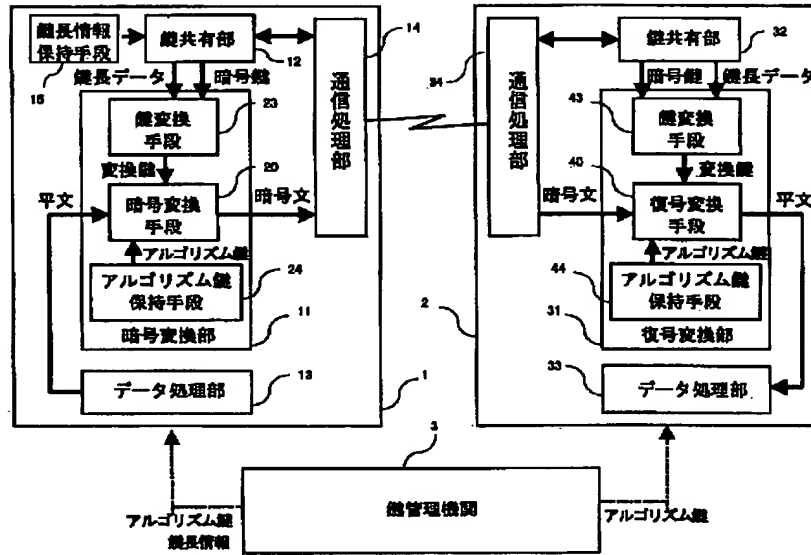 鍵長情報
保持手段
15
鍵共有部
12
14
鍵長データ
暗号鍵
鍵変換
手段
23
変換鍵
20
平文
暗号変換
手段
暗号文
通信処理部
アルゴリズム鍵
アルゴリズム鍵
保持手段
24
暗号変換部
11
データ処理部
13
1
34
通信処理部
鍵共有部
32
暗号鍵
鍵長データ
43
鍵変換
手段
変換鍵
40
暗号文
復号変換
手段
平文
アルゴリズム鍵
アルゴリズム鍵
保持手段
44
2
31
復号変換部
33
データ処理部
3
鍵管理機関
アルゴリズム鍵
鍵長情報
アルゴリズム鍵